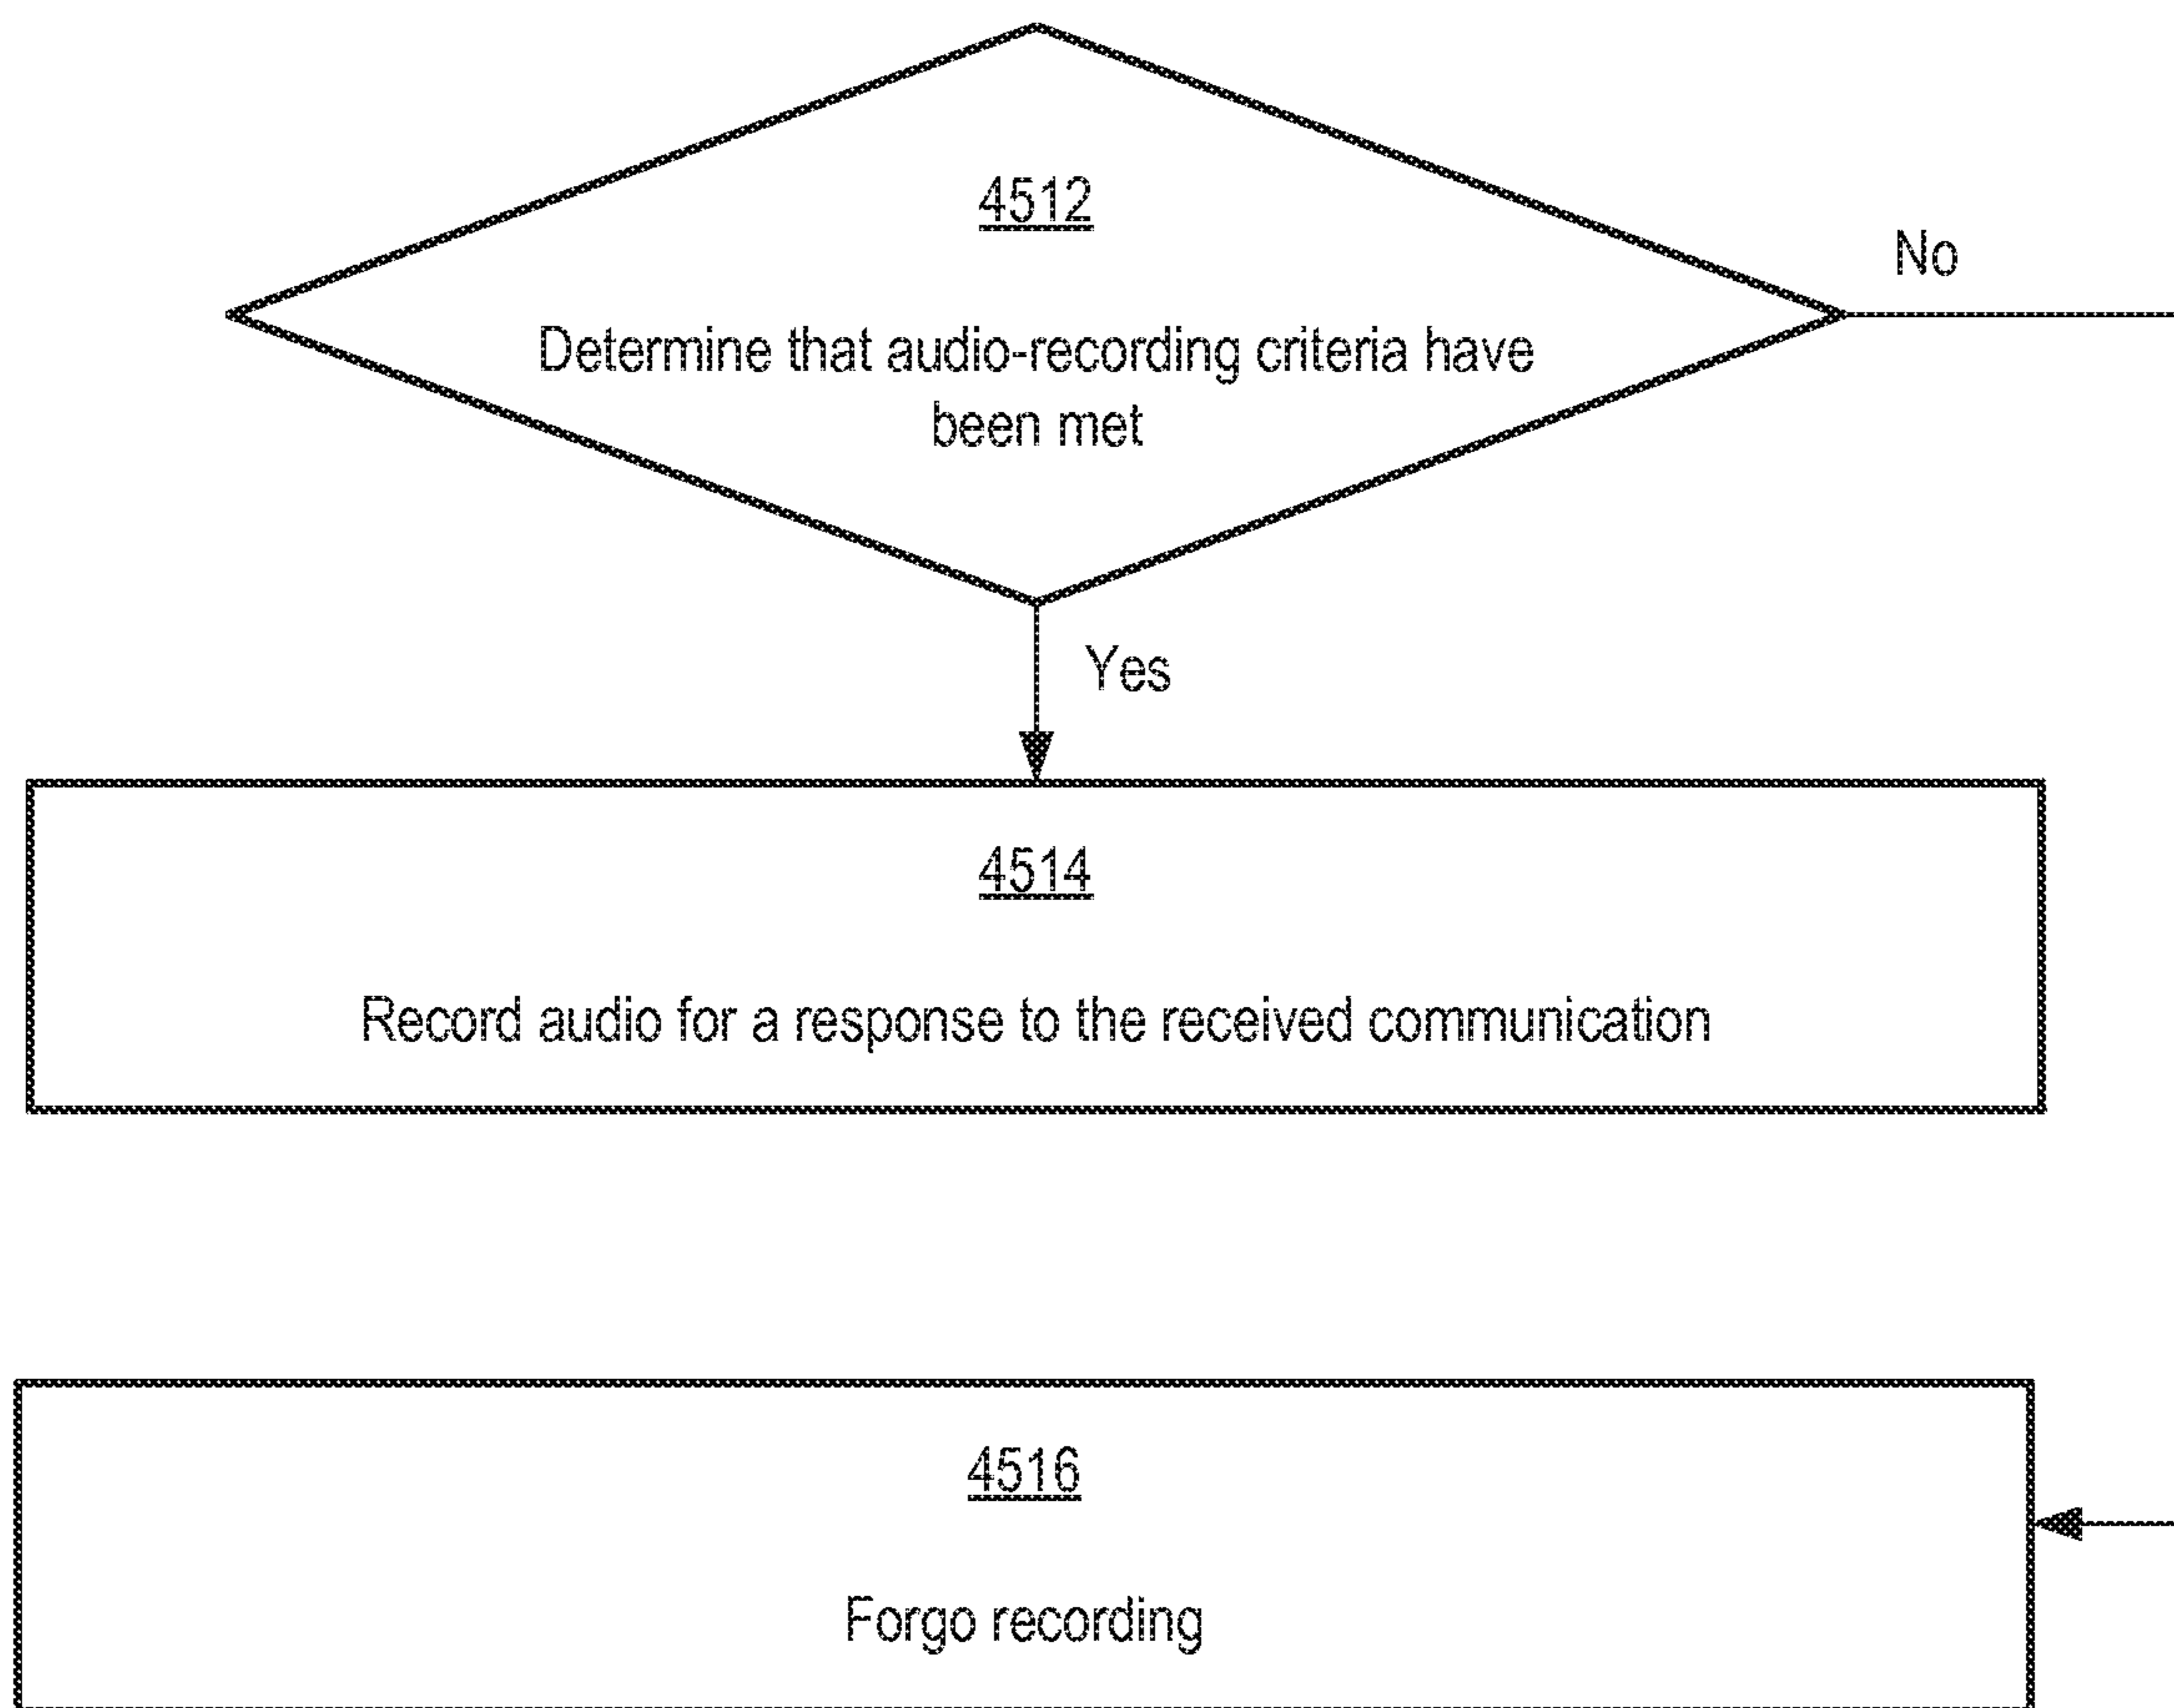 4512
No
Determine that audio-recording criteria have
been met
Yes
4514
Record audio for a response to the received communication
4516
Forgo recording